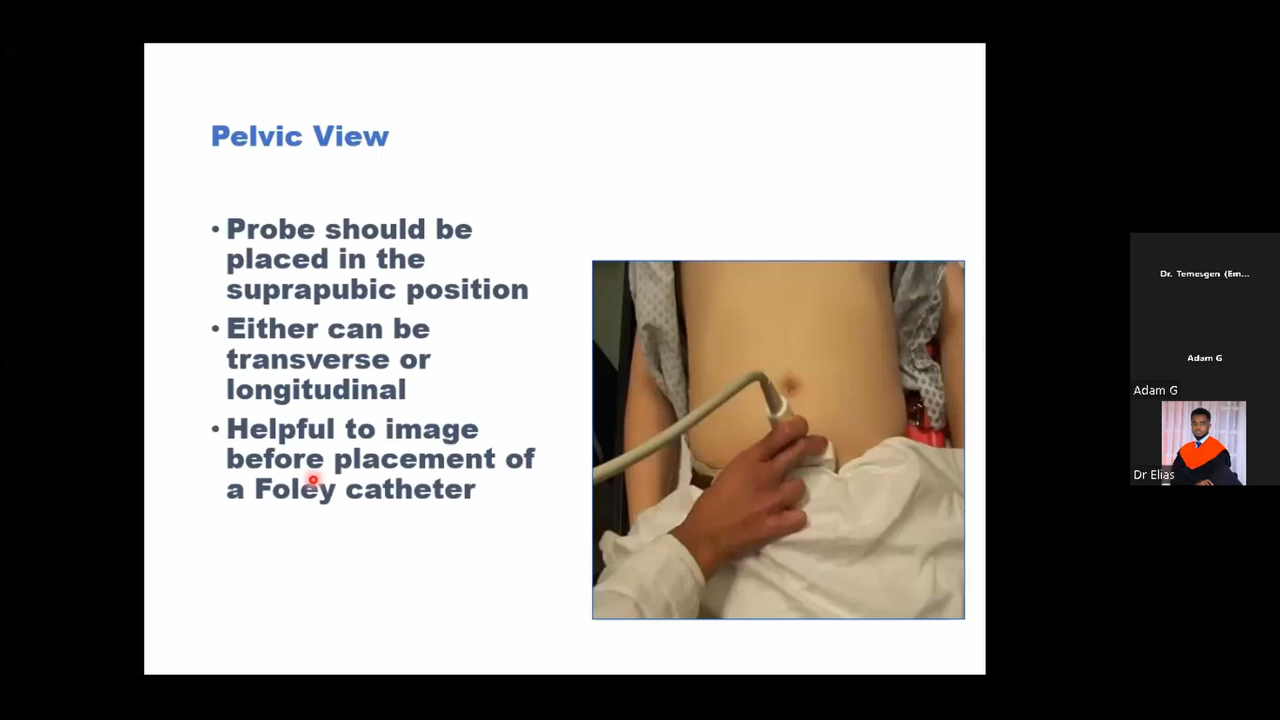 Pelvic View
• Probe should be
placed in the
suprapubic position
• Either can be
transverse or
longitudinal
• Helpful to image
before placement of
a Foley catheter
Dr. Temesgen (Em...
Adam G
Adam G
Dr Elias